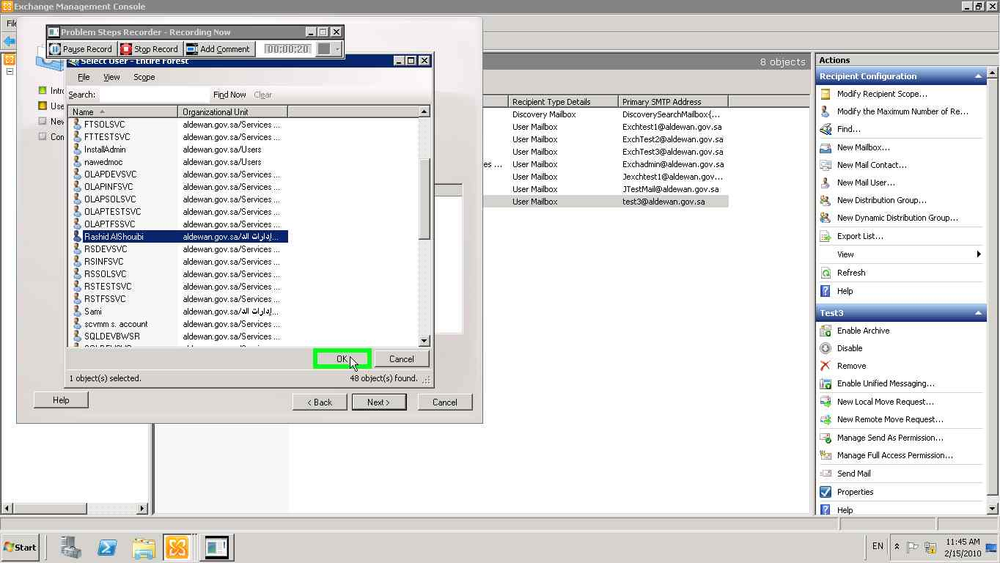 Exchange Management Console
File
Problem Steps Recorder - Recording Now
Pause Record Stop Record Add Comment 00:00:20
Select User - Entire Forest
File View Scope
Search: Find Now Clear
Name Organizational Unit
FTSOLSVC aldewan.gov.sa/Services ...
FTTESTSVC aldewan.gov.sa/Services ...
InstallAdmin aldewan.gov.sa/Users
nawedmoc aldewan.gov.sa/Users
OLAPDEVSVC aldewan.gov.sa/Services ...
OLAPINFSVC aldewan.gov.sa/Services ...
OLAPSOLSVC aldewan.gov.sa/Services ...
OLAPTESTSVC aldewan.gov.sa/Services ...
OLAPTFSSVC aldewan.gov.sa/Services ...
Rashid AlShouibi aldewan.gov.sa/إدارات الد...
RSDEVSVC aldewan.gov.sa/Services ...
RSINFSVC aldewan.gov.sa/Services ...
RSSOLSVC aldewan.gov.sa/Services ...
RSTESTSVC aldewan.gov.sa/Services ...
RSTFSSVC aldewan.gov.sa/Services ...
Sami aldewan.gov.sa/إدارات الد...
scvmm s. account aldewan.gov.sa/Services ...
SQLDEVBWSR aldewan.gov.sa/Services ...
OK Cancel
1 object(s) selected. 48 object(s) found.
Help < Back Next > Cancel
8 objects
Recipient Type Details Primary SMTP Address
Discovery Mailbox DiscoverySearchMailbox{...
User Mailbox Exchtest1@aldewan.gov.sa
User Mailbox ExchTest2@aldewan.gov.sa
User Mailbox ExchTest3@aldewan.gov.sa
es ... User Mailbox Exchadmin@aldewan.gov.sa
User Mailbox Jexchtest1@aldewan.gov...
User Mailbox JTestMail@aldewan.gov.sa
User Mailbox test3@aldewan.gov.sa
Actions
Recipient Configuration
Modify Recipient Scope...
Modify the Maximum Number of Re...
Find...
New Mailbox...
New Mail Contact...
New Mail User...
New Distribution Group...
New Dynamic Distribution Group...
Export List...
View
Refresh
Help
Test3
Enable Archive
Disable
Remove
Enable Unified Messaging...
New Local Move Request...
New Remote Move Request...
Manage Send As Permission...
Manage Full Access Permission...
Send Mail
Properties
Help
Start EN 11:45 AM
2/15/2010